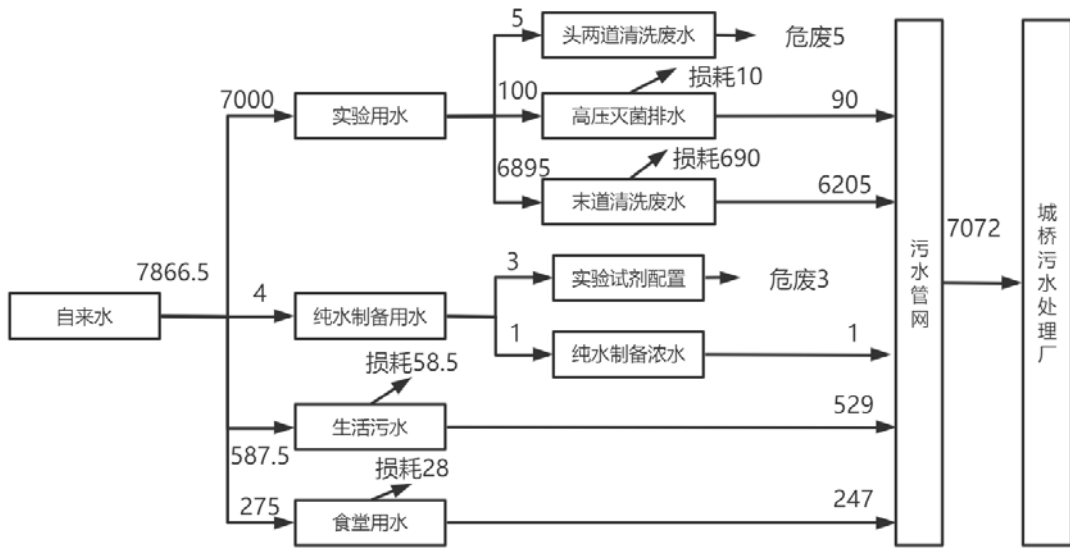 5
头两道清洗废水
危废5
损耗10
7000
实验用水
100
高压灭菌排水
90
损耗690
6895
末道清洗废水
6205
7866.5
自来水
4
纯水制备用水
3
实验试剂配置
危废3
1
纯水制备浓水
1
损耗58.5
生活污水
529
587.5
损耗28
275
食堂用水
247
污水管网
7072
城桥污水处理厂